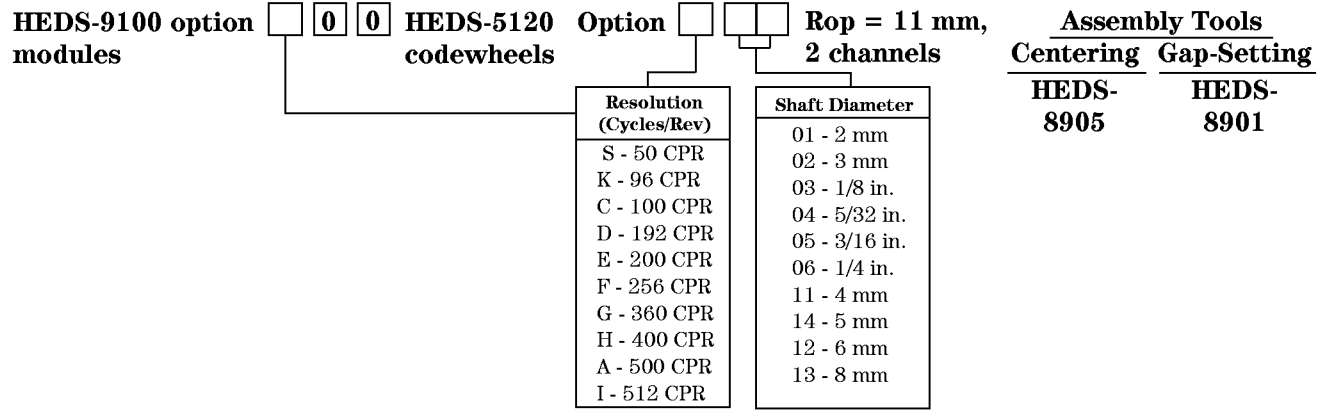 HEDS-9100 option 0 0 HEDS-5120 Option Rop = 11 mm,
modules codewheels 2 channels
Assembly Tools
Centering Gap-Setting
HEDS- HEDS-
8905 8901
Resolution
(Cycles/Rev)
S - 50 CPR
K - 96 CPR
C - 100 CPR
D - 192 CPR
E - 200 CPR
F - 256 CPR
G - 360 CPR
H - 400 CPR
A - 500 CPR
I - 512 CPR
Shaft Diameter
01 - 2 mm
02 - 3 mm
03 - 1/8 in.
04 - 5/32 in.
05 - 3/16 in.
06 - 1/4 in.
11 - 4 mm
14 - 5 mm
12 - 6 mm
13 - 8 mm